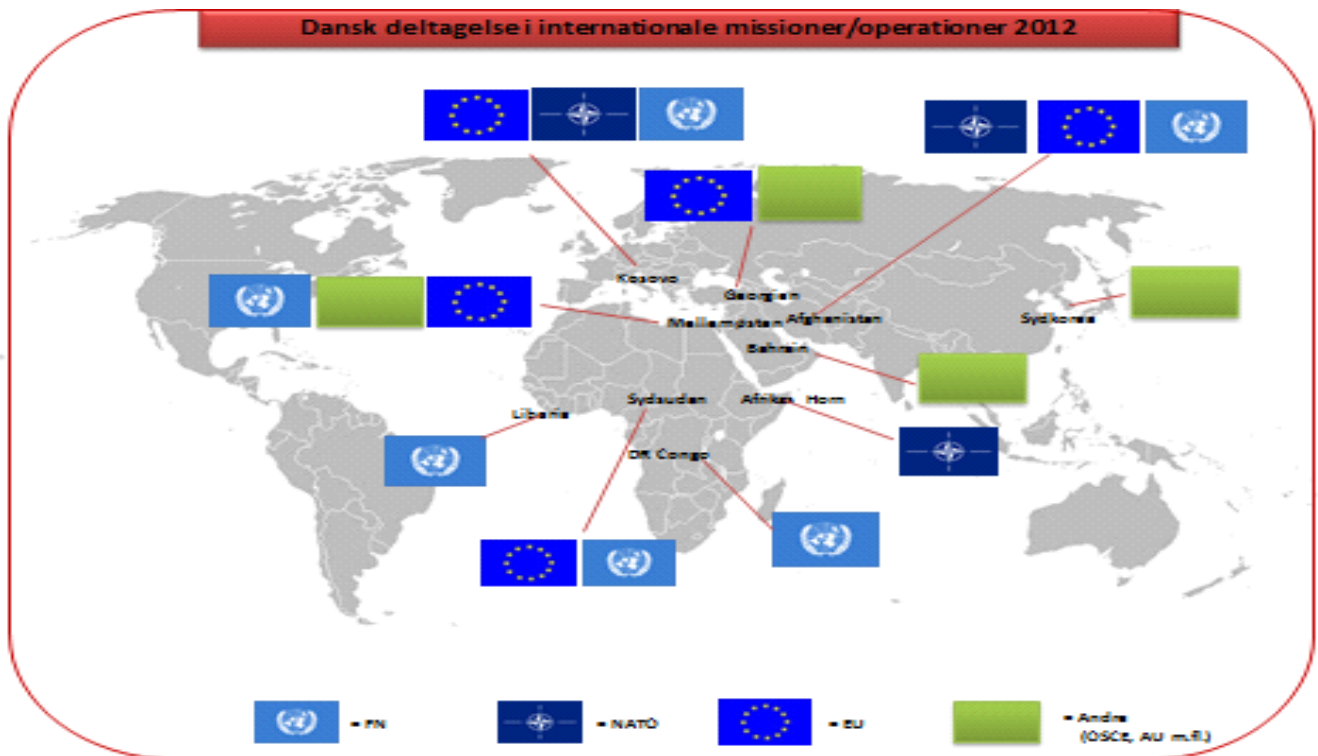 Dansk deltagelse i internationale missioner/operationer 2012
Kosovo
Georgien
Mellemøsten
Afghanistan
Sydkorea
Bahrain
Liberia
Sydsudan
Afrikas Horn
DR Congo
= FN
= NATO
= EU
= Andre
(OSCE, AU m.fl.)